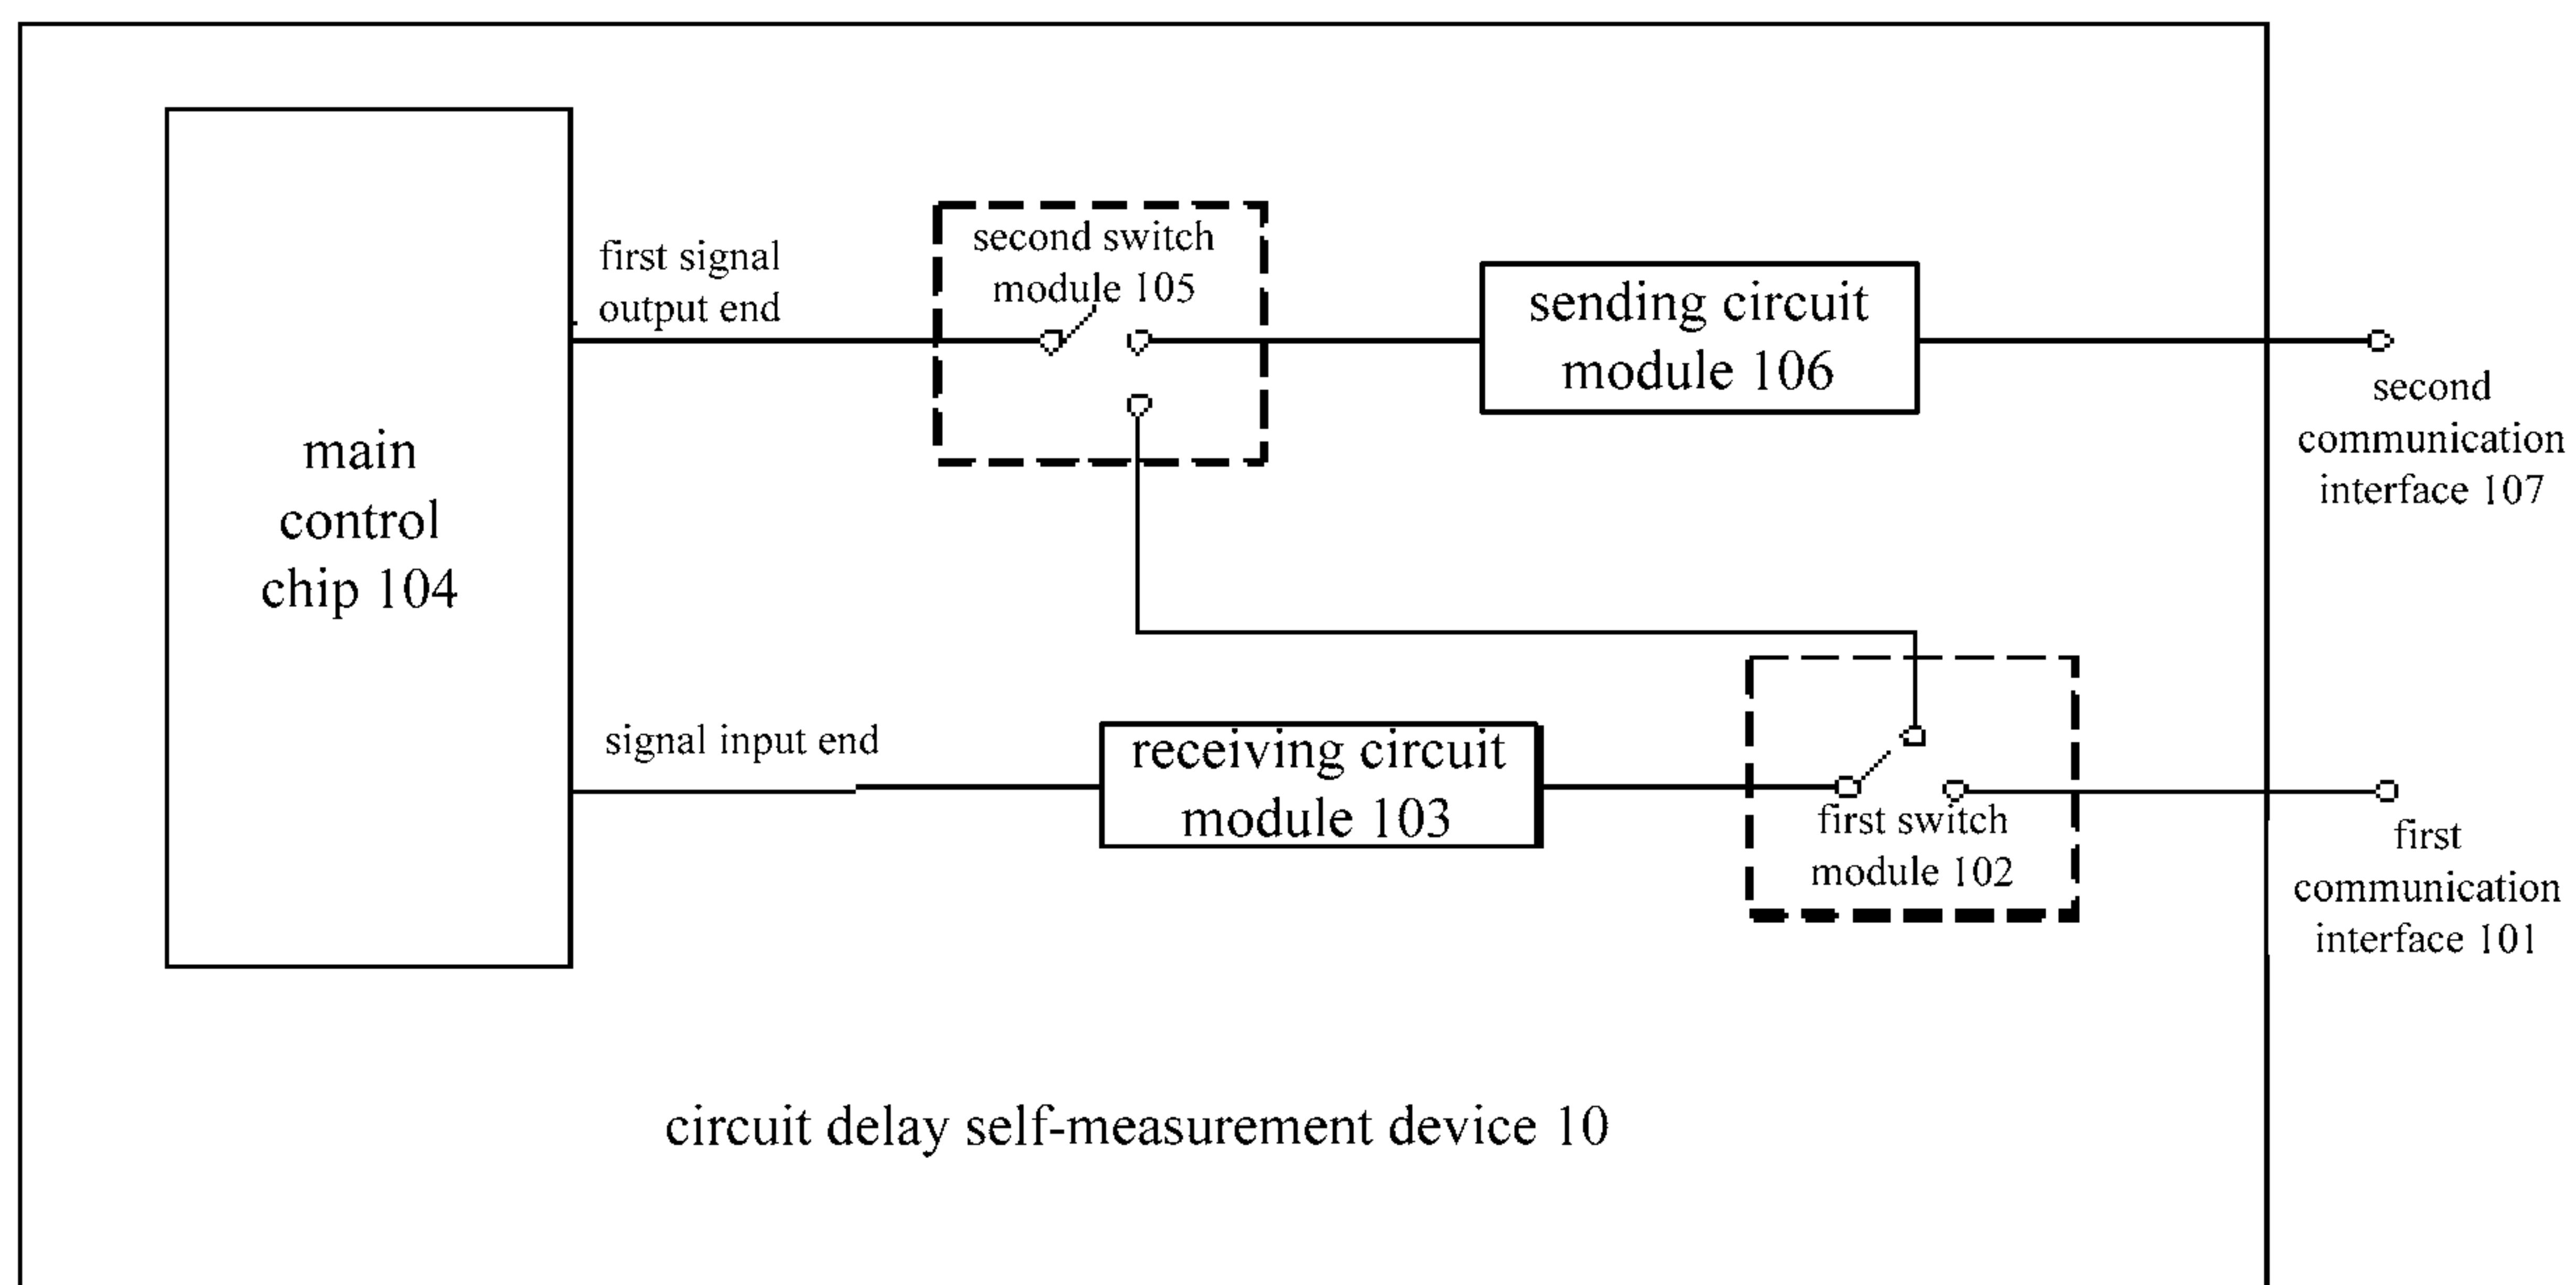 main
control
chip 104
first signal
output end
second switch
module 105
sending circuit
module 106
second
communication
interface 107
signal input end
receiving circuit
module 103
first switch
module 102
first
communication
interface 101
circuit delay self-measurement device 10